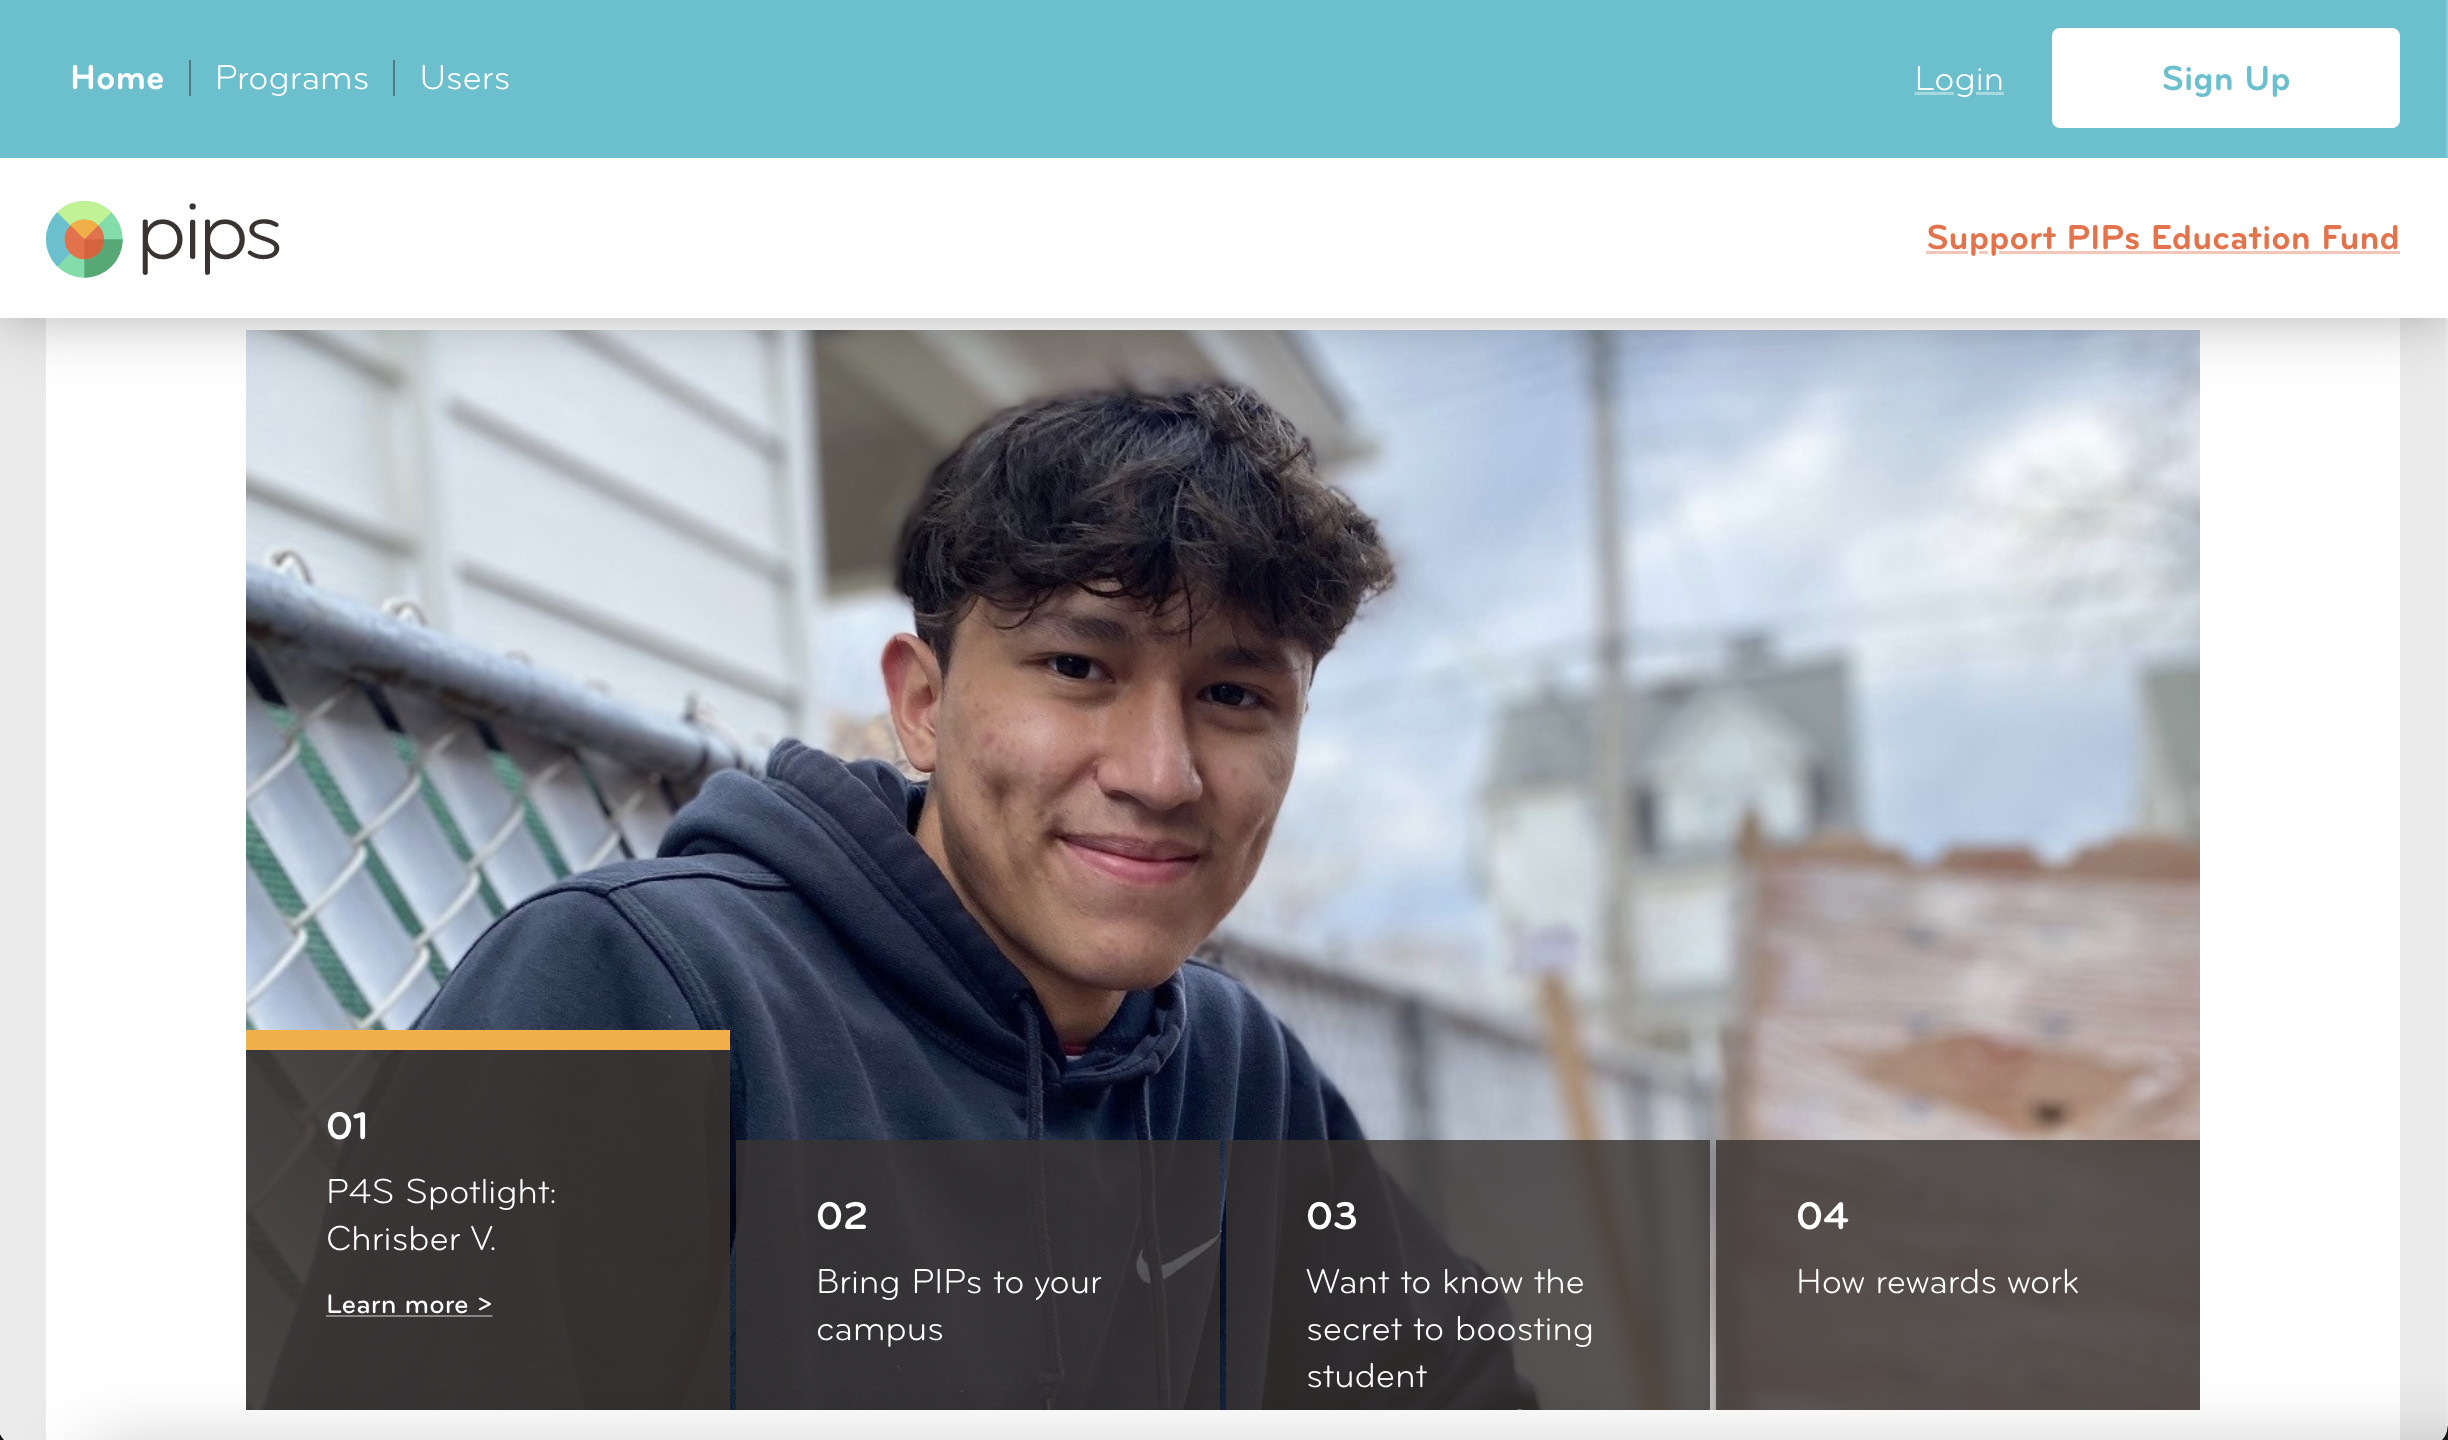 Home
Programs
Users
Login
Sign Up
pips
Support PIPs Education Fund
01
P4S Spotlight:
Chrisber V.
Learn more >
02
Bring PIPs to your
campus
03
Want to know the
secret to boosting
student
04
How rewards work